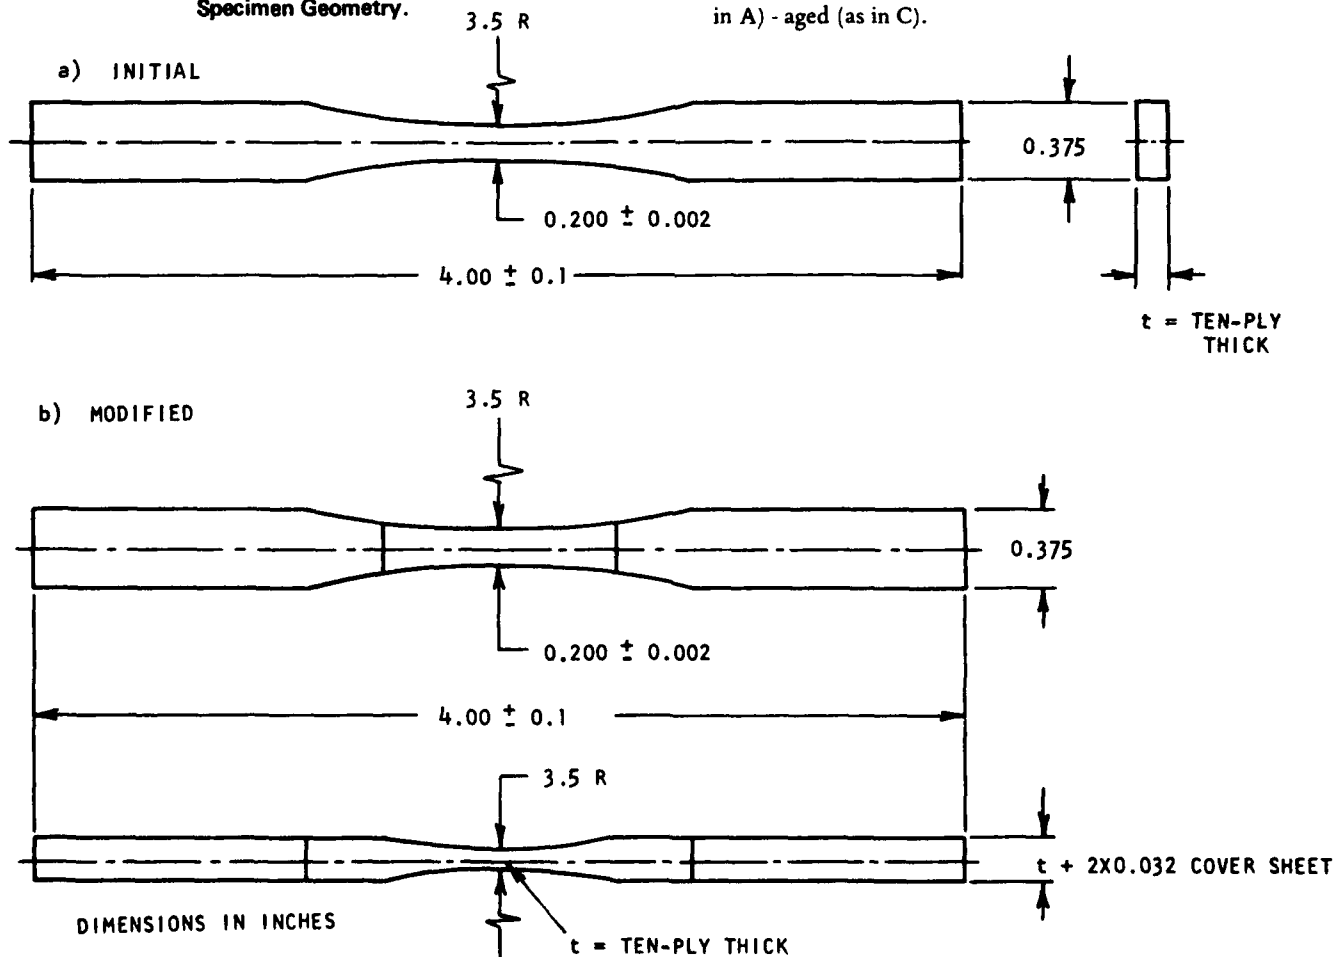 Specimen Geometry.
in A) - aged (as in C).
3.5 R
a) INITIAL
0.375
0.200 ± 0.002
4.00 ± 0.1
t = TEN-PLY
THICK
b) MODIFIED
3.5 R
0.375
0.200 ± 0.002
4.00 ± 0.1
3.5 R
t + 2X0.032 COVER SHEET
DIMENSIONS IN INCHES
t = TEN-PLY THICK